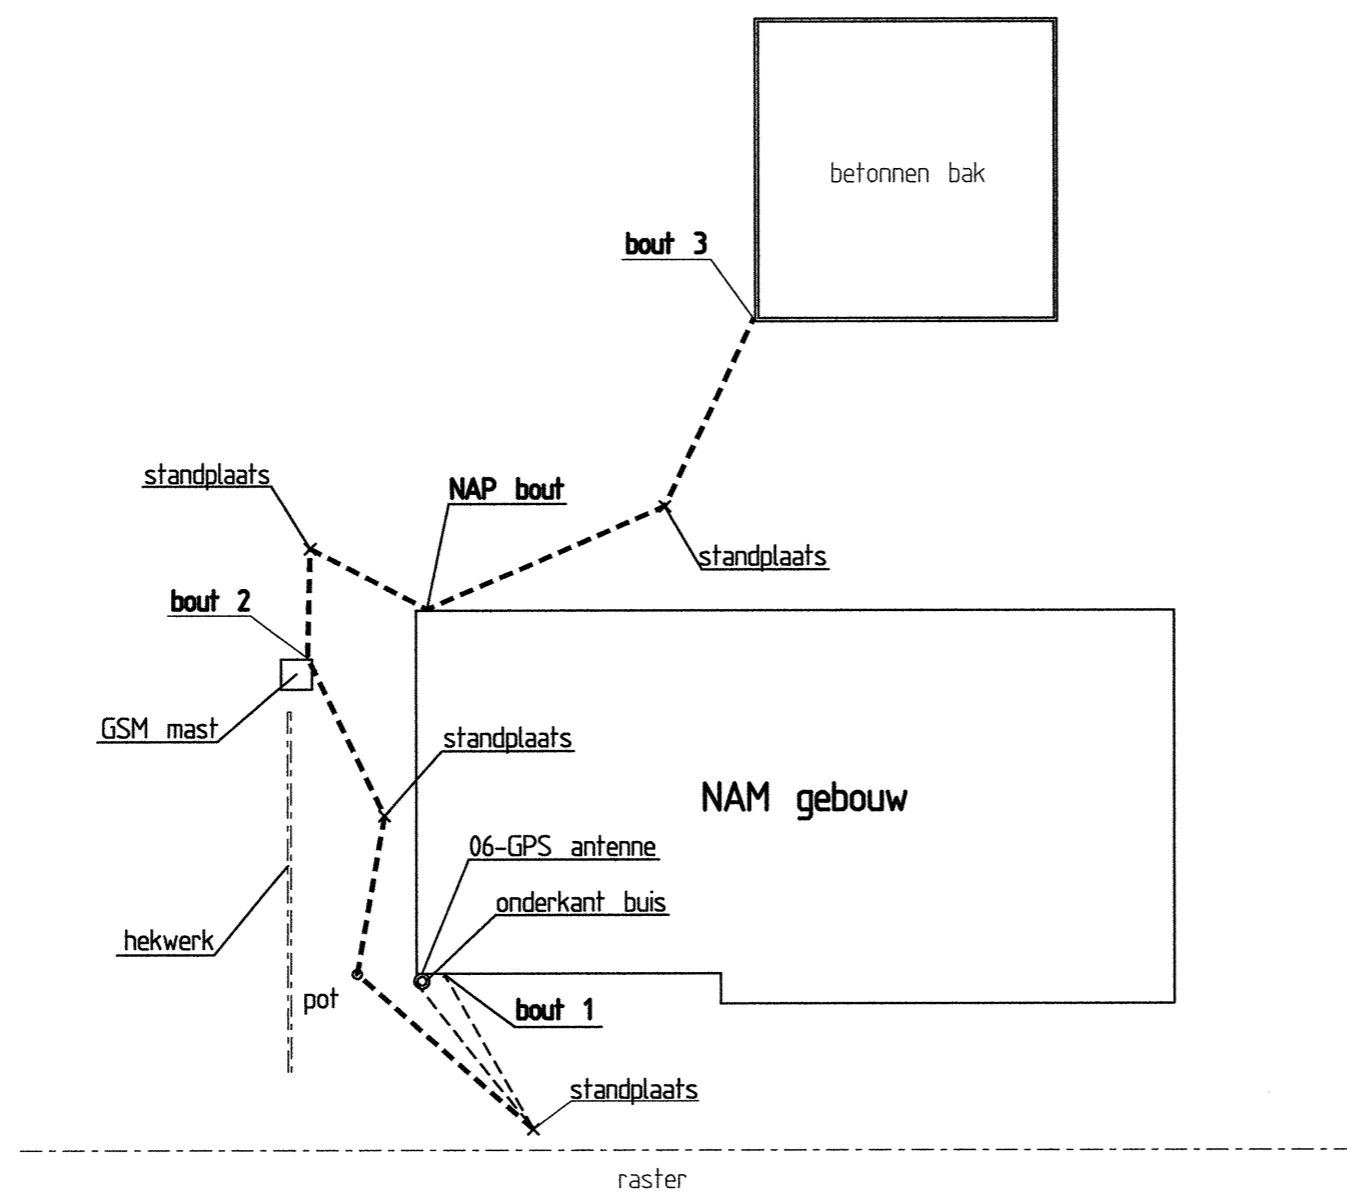 betonnen bak
bout 3
standplaats
NAP bout
standplaats
bout 2
GSM mast
standplaats
NAM gebouw
06-GPS antenne
onderkant buis
hekwerk
pot
bout 1
standplaats
raster